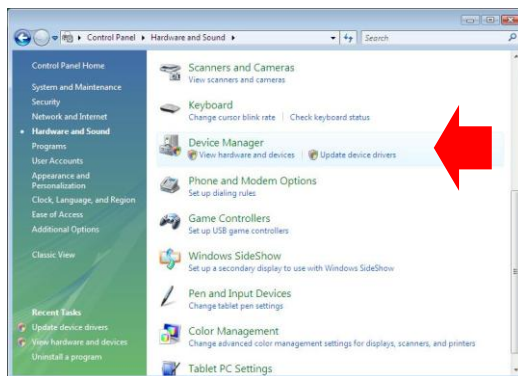 Control Panel Hardware and Sound Search
Control Panel Home
System and Maintenance
Security
Network and Internet
Hardware and Sound
Programs
User Accounts
Appearance and
Personalization
Clock, Language, and Region
Ease of Access
Additional Options
Classic View
Recent Tasks
Update device drivers
View hardware and devices
Uninstall a program
Scanners and Cameras
View scanners and cameras
Keyboard
Change cursor blink rate Check keyboard status
Device Manager
View hardware and devices Update device drivers
Phone and Modem Options
Set up dialing rules
Game Controllers
Set up USB game controllers
Windows SideShow
Set up a secondary display to use with Windows SideShow
Pen and Input Devices
Change tablet pen settings
Color Management
Change advanced color management settings for displays, scanners, and printers
Tablet PC Settings